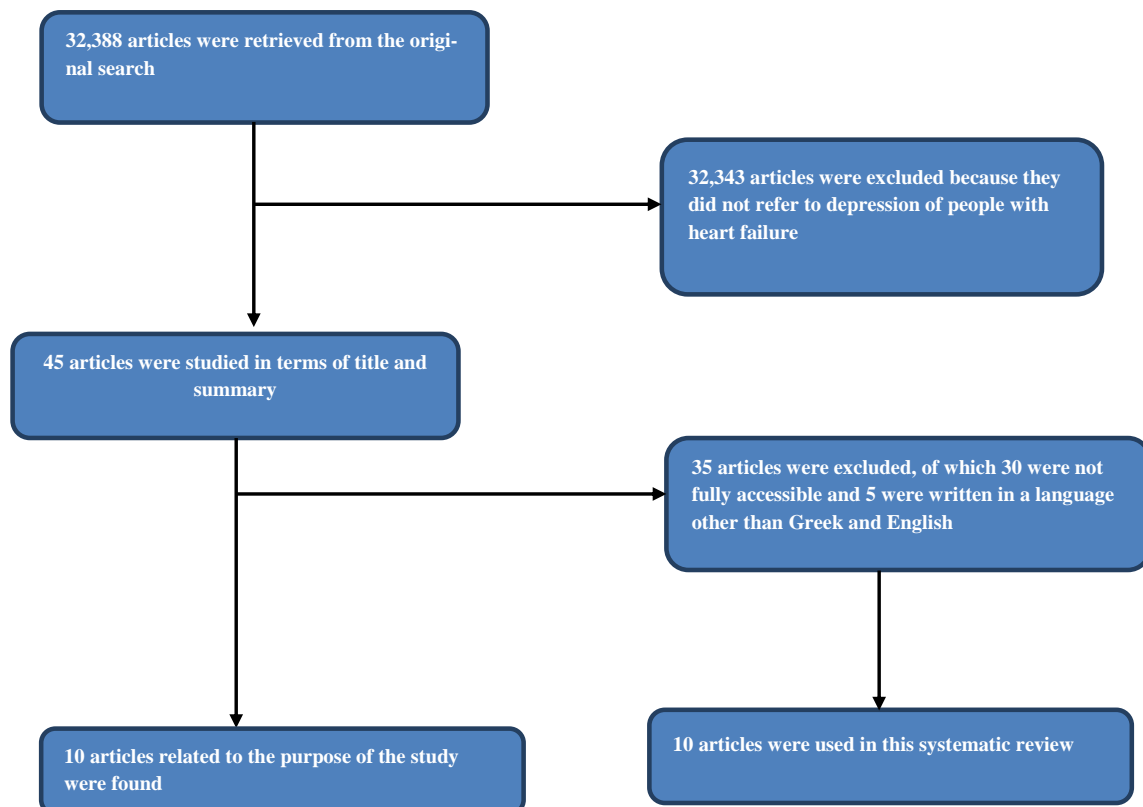 32,388 articles were retrieved from the origi-
nal search
32,343 articles were excluded because they
did not refer to depression of people with
heart failure
45 articles were studied in terms of title and
summary
35 articles were excluded, of which 30 were not
fully accessible and 5 were written in a language
other than Greek and English
10 articles related to the purpose of the study
were found
10 articles were used in this systematic review